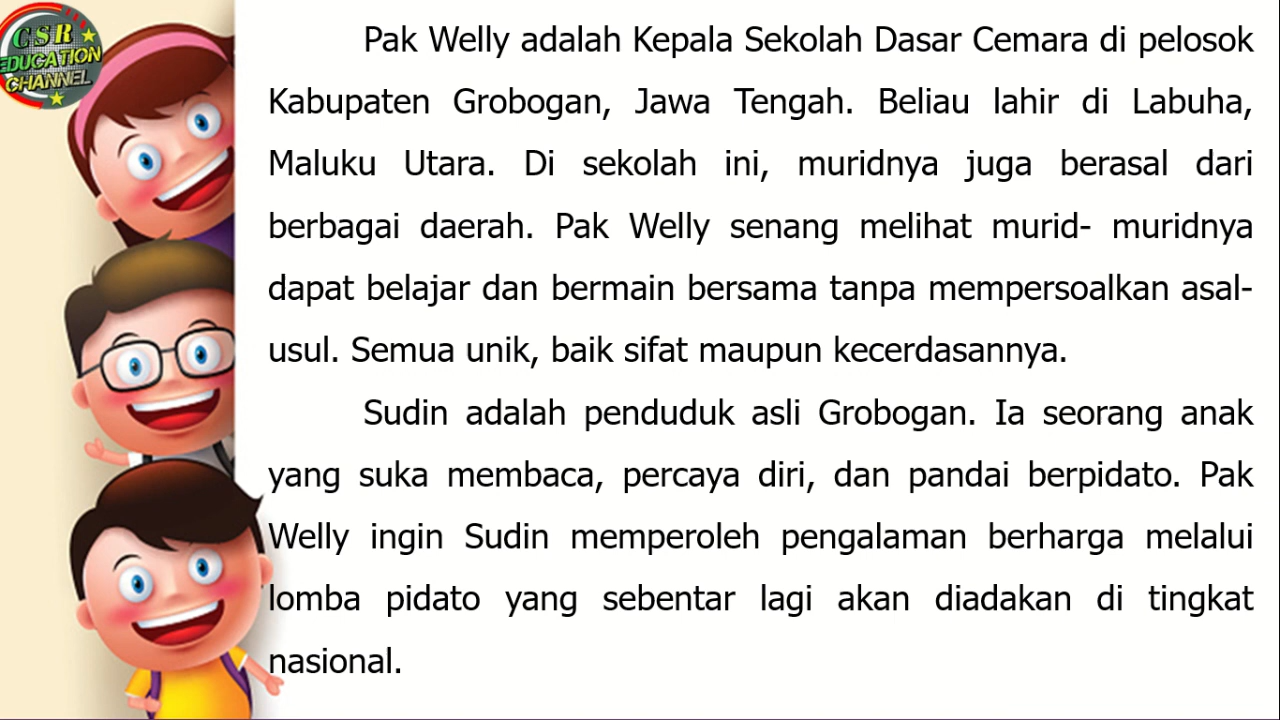 CSR
EDUCATION
CHANNEL
Pak Welly adalah Kepala Sekolah Dasar Cemara di pelosok
Kabupaten Grobogan, Jawa Tengah. Beliau lahir di Labuha,
Maluku Utara. Di sekolah ini, muridnya juga berasal dari
berbagai daerah. Pak Welly senang melihat murid- muridnya
dapat belajar dan bermain bersama tanpa mempersoalkan asal-
usul. Semua unik, baik sifat maupun kecerdasannya.
Sudin adalah penduduk asli Grobogan. Ia seorang anak
yang suka membaca, percaya diri, dan pandai berpidato. Pak
Welly ingin Sudin memperoleh pengalaman berharga melalui
lomba pidato yang sebentar lagi akan diadakan di tingkat
nasional.